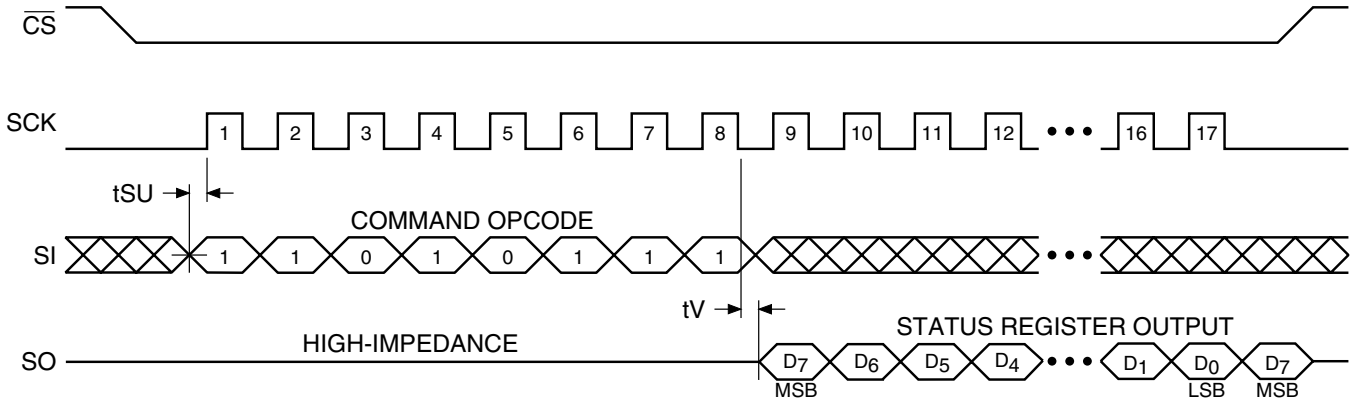 CS
SCK 1 2 3 4 5 6 7 8 9 10 11 12 ••• 16 17
tSU
COMMAND OPCODE
SI 1 1 0 1 0 1 1 1 •••
tV
HIGH-IMPEDANCE
STATUS REGISTER OUTPUT
SO D7 D6 D5 D4 ••• D1 D0 D7
MSB LSB MSB